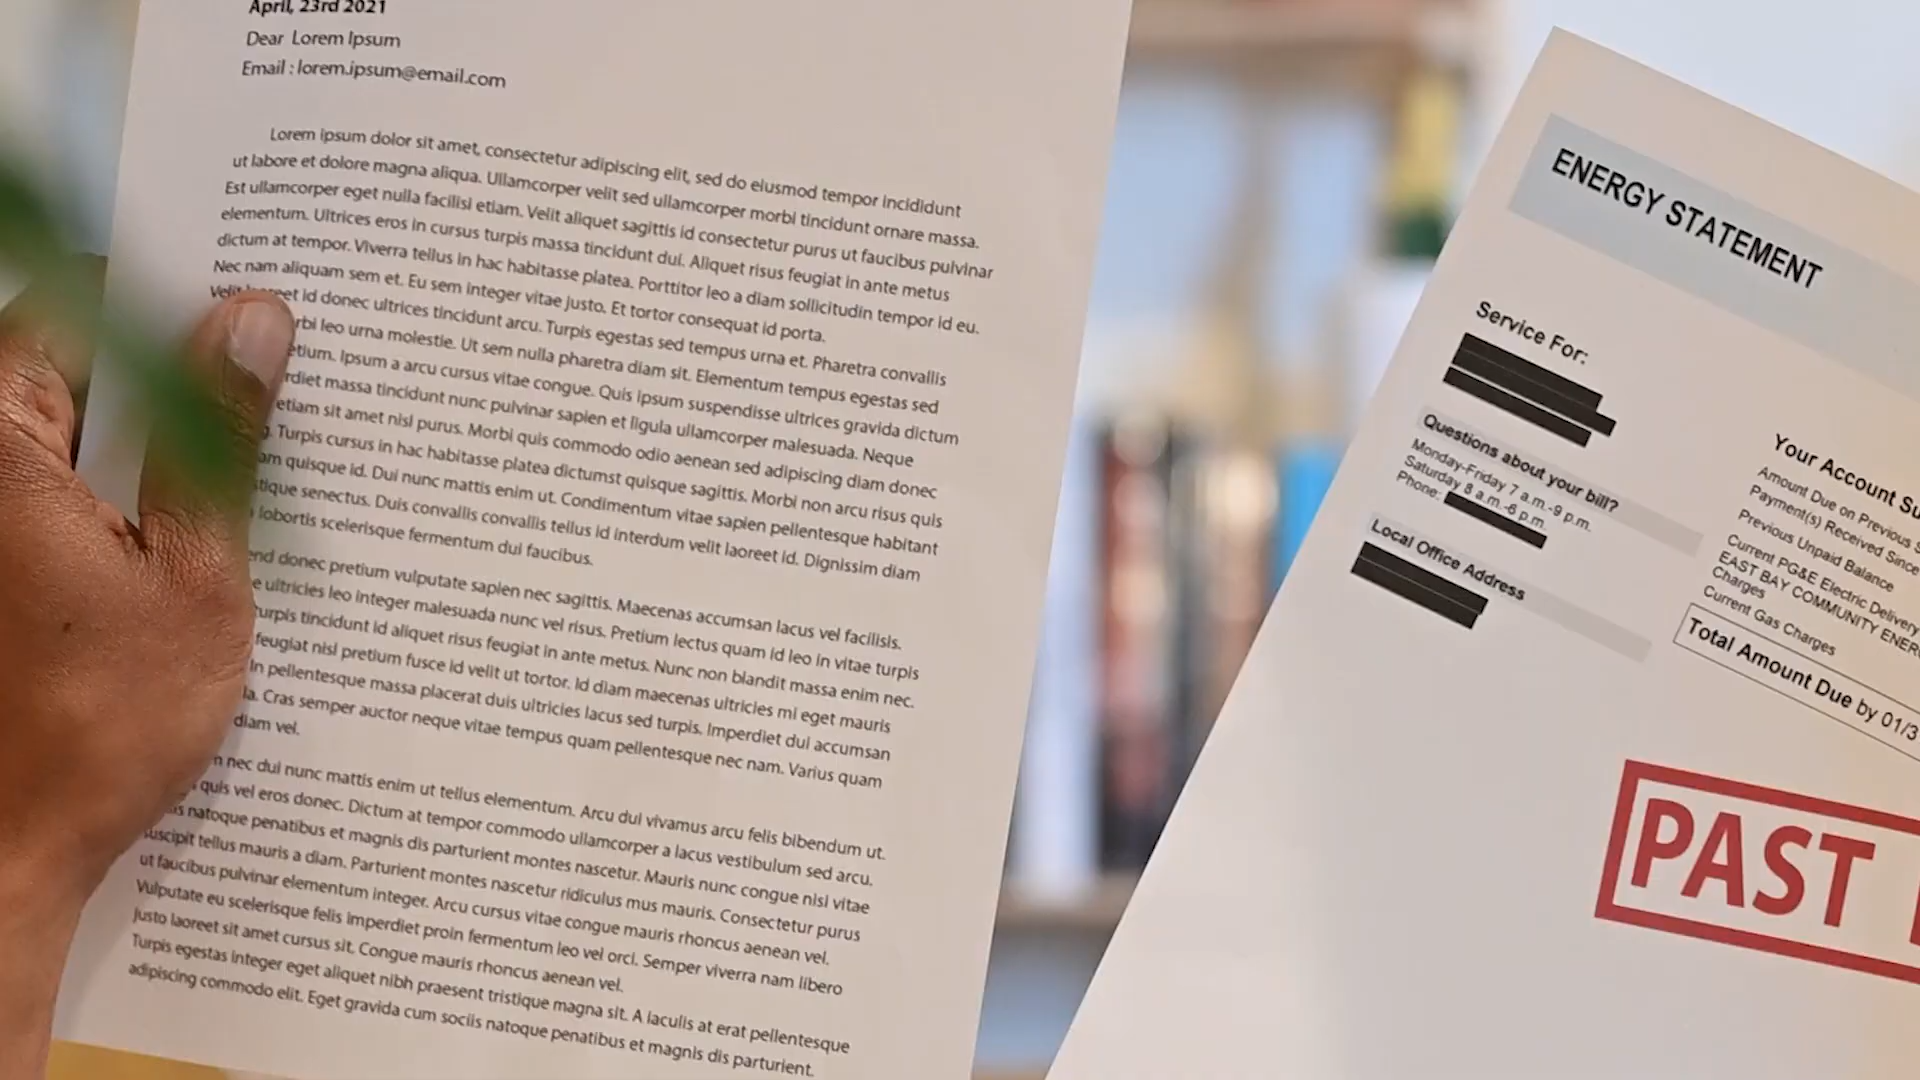 April, 23rd 2021
Dear Lorem Ipsum
Email : lorem.ipsum@email.com
Lorem ipsum dolor sit amet, consectetur adipiscing elit, sed do eiusmod tempor incididunt
ut labore et dolore magna aliqua. Ullamcorper velit sed ullamcorper morbi tincidunt ornare massa.
Est ullamcorper eget nulla facilisi etiam. Velit aliquet sagittis id consectetur purus ut faucibus pulvinar
elementum. Ultrices eros in cursus turpis massa tincidunt dui. Aliquet risus feugiat in ante metus
dictum at tempor. Viverra tellus in hac habitasse platea. Porttitor leo a diam sollicitudin tempor id eu.
Nec nam aliquam sem et. Eu sem integer vitae justo. Et tortor consequat id porta.
Velit id donec ultrices tincidunt arcu. Turpis egestas sed tempus urna et. Pharetra convallis
leo urna molestie. Ut sem nulla pharetra diam sit. Elementum tempus egestas sed
Ipsum a arcu cursus vitae congue. Quis ipsum suspendisse ultrices gravida dictum
massa tincidunt nunc pulvinar sapien et ligula ullamcorper malesuada. Neque
etiam sit amet nisl purus. Morbi quis commodo odio aenean sed adipiscing diam donec
Turpis cursus in hac habitasse platea dictumst quisque sagittis. Morbi non arcu risus quis
quisque id. Dui nunc mattis enim ut. Condimentum vitae sapien pellentesque habitant
senectus. Duis convallis convallis tellus id interdum velit laoreet id. Dignissim diam
lobortis scelerisque fermentum dui faucibus.
donec pretium vulputate sapien nec sagittis. Maecenas accumsan lacus vel facilisis.
ultricies leo integer malesuada nunc vel risus. Pretium lectus quam id leo in vitae turpis
turpis tincidunt id aliquet risus feugiat in ante metus. Nunc non blandit massa enim nec.
feugiat nisl pretium fusce id velit ut tortor. Id diam maecenas ultricies mi eget mauris
In pellentesque massa placerat duis ultricies lacus sed turpis. Imperdiet dui accumsan
Cras semper auctor neque vitae tempus quam pellentesque nec nam. Varius quam
diam vel.
nec dui nunc mattis enim ut tellus elementum. Arcu dui vivamus arcu felis bibendum ut.
quis vel eros donec. Dictum at tempor commodo ullamcorper a lacus vestibulum sed arcu.
natoque penatibus et magnis dis parturient montes nascetur. Mauris nunc congue nisi vitae
suscipit tellus mauris a diam. Parturient montes nascetur ridiculus mus mauris. Consectetur purus
ut faucibus pulvinar elementum integer. Arcu cursus vitae congue mauris rhoncus aenean vel.
Vulputate eu scelerisque felis imperdiet proin fermentum leo vel orci. Semper viverra nam libero
justo laoreet sit amet cursus sit. Congue mauris rhoncus aenean vel.
Turpis egestas integer eget aliquet nibh praesent tristique magna sit. A iaculis at erat pellentesque
adipiscing commodo elit. Eget gravida cum sociis natoque penatibus et magnis dis parturient.
ENERGY STATEMENT
Service For:
Questions about your bill?
Monday-Friday 7 a.m.-9 p.m.
Saturday 8 a.m.-6 p.m.
Phone:
Local Office Address
Your Account Su
Amount Due on Previous S
Payment(s) Received Since
Previous Unpaid Balance
Current PG&E Electric Delivery
EAST BAY COMMUNITY ENER
Charges
Current Gas Charges
Total Amount Due by 01/3
PAST